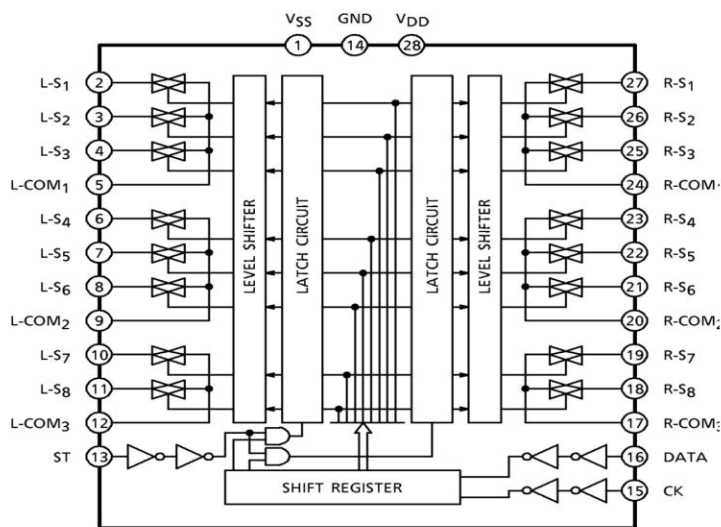 VSS GND VDD
1 14 28
L-S1 2 27 R-S1
L-S2 3 26 R-S2
L-S3 4 25 R-S3
L-COM1 5 24 R-COM1
L-S4 6 23 R-S4
L-S5 7 22 R-S5
L-S6 8 21 R-S6
L-COM2 9 20 R-COM2
L-S7 10 19 R-S7
L-S8 11 18 R-S8
L-COM3 12 17 R-COM3
LEVEL SHIFTER
LATCH CIRCUIT
LATCH CIRCUIT
LEVEL SHIFTER
ST 13 16 DATA
SHIFT REGISTER
15 CK